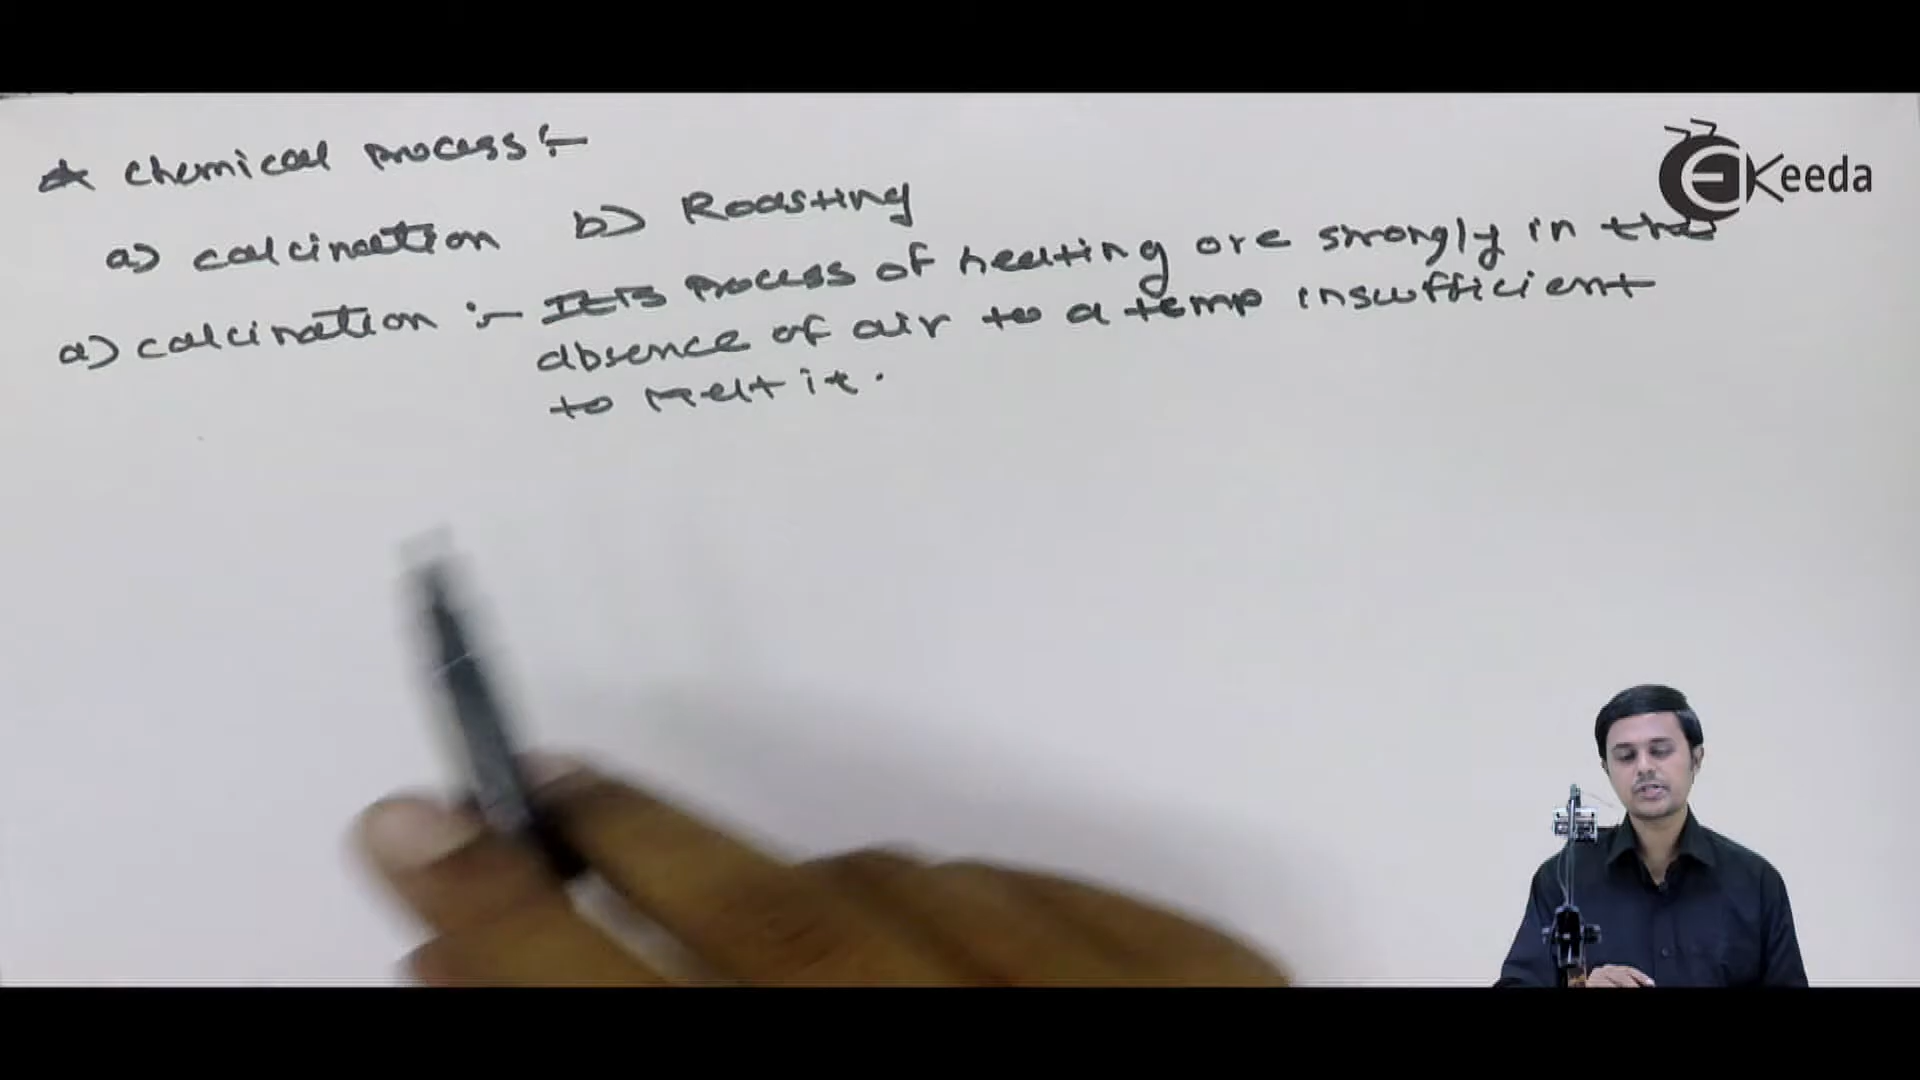 * Chemical process :-
a) calcination b) Roasting
a) calcination :- It is process of heating ore strongly in the
absence of air to a temp insufficient
to melt it.
EKeeda